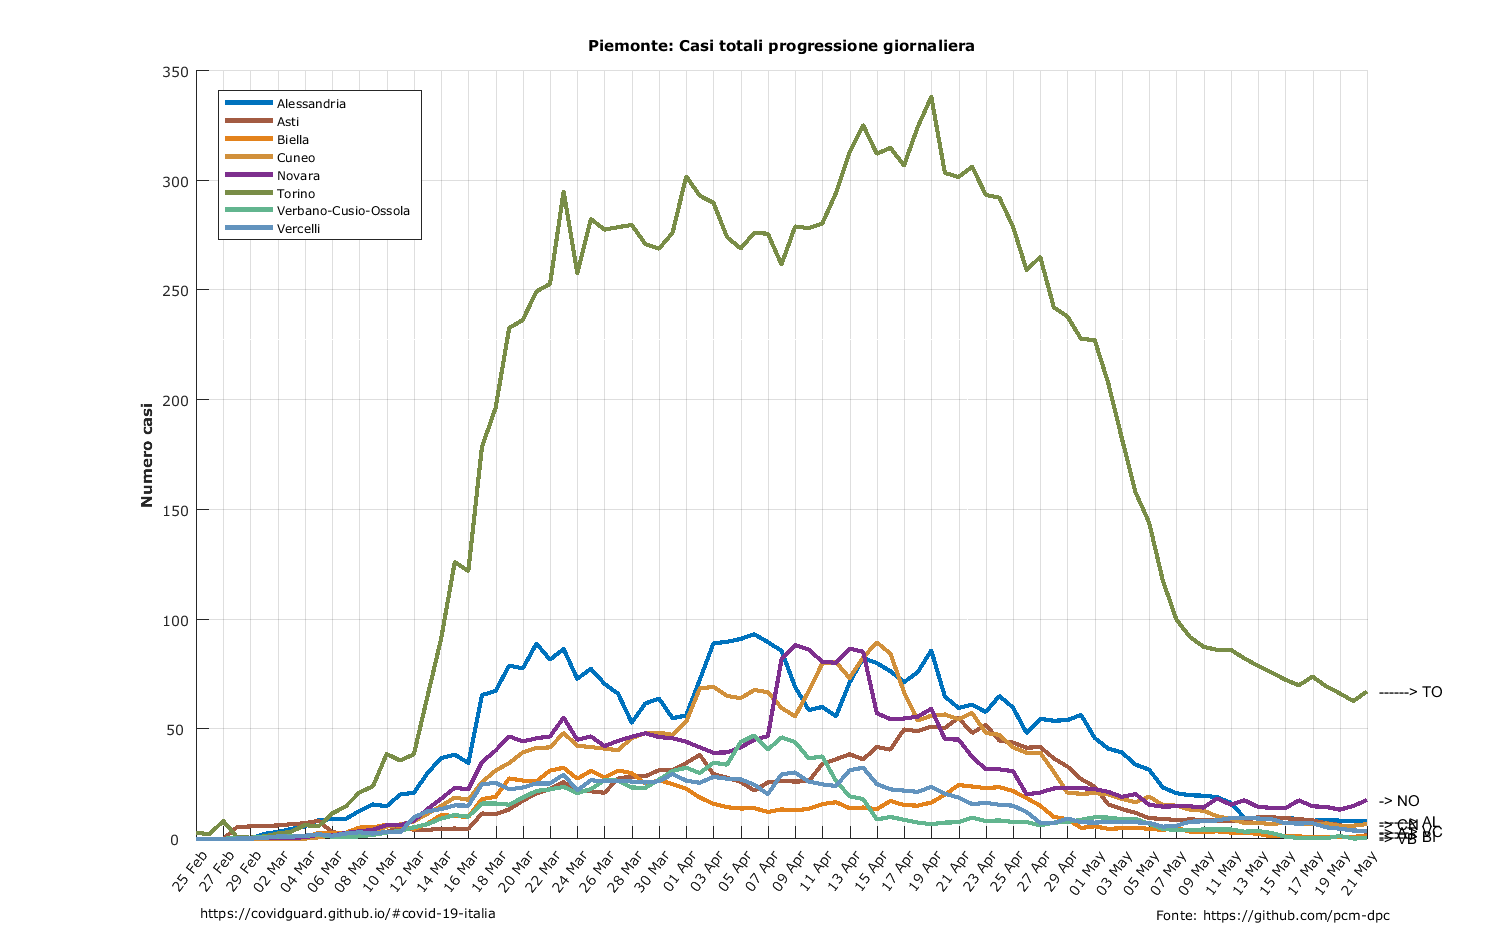 Piemonte: Casi totali progressione giornaliera
350
300
250
200
150
100
50
0
Numero casi
Alessandria
Asti
Biella
Cuneo
Novara
Torino
Verbano-Cusio-Ossola
Vercelli
------> TO
-> NO
AL
-> CN
VC
BI
-> VB
25 Feb
27 Feb
29 Feb
02 Mar
04 Mar
06 Mar
08 Mar
10 Mar
12 Mar
14 Mar
16 Mar
18 Mar
20 Mar
22 Mar
24 Mar
26 Mar
28 Mar
30 Mar
01 Apr
03 Apr
05 Apr
07 Apr
09 Apr
11 Apr
13 Apr
15 Apr
17 Apr
19 Apr
21 Apr
23 Apr
25 Apr
27 Apr
29 Apr
01 May
03 May
05 May
07 May
09 May
11 May
13 May
15 May
17 May
19 May
21 May
https://covidguard.github.io/#covid-19-italia
Fonte: https://github.com/pcm-dpc